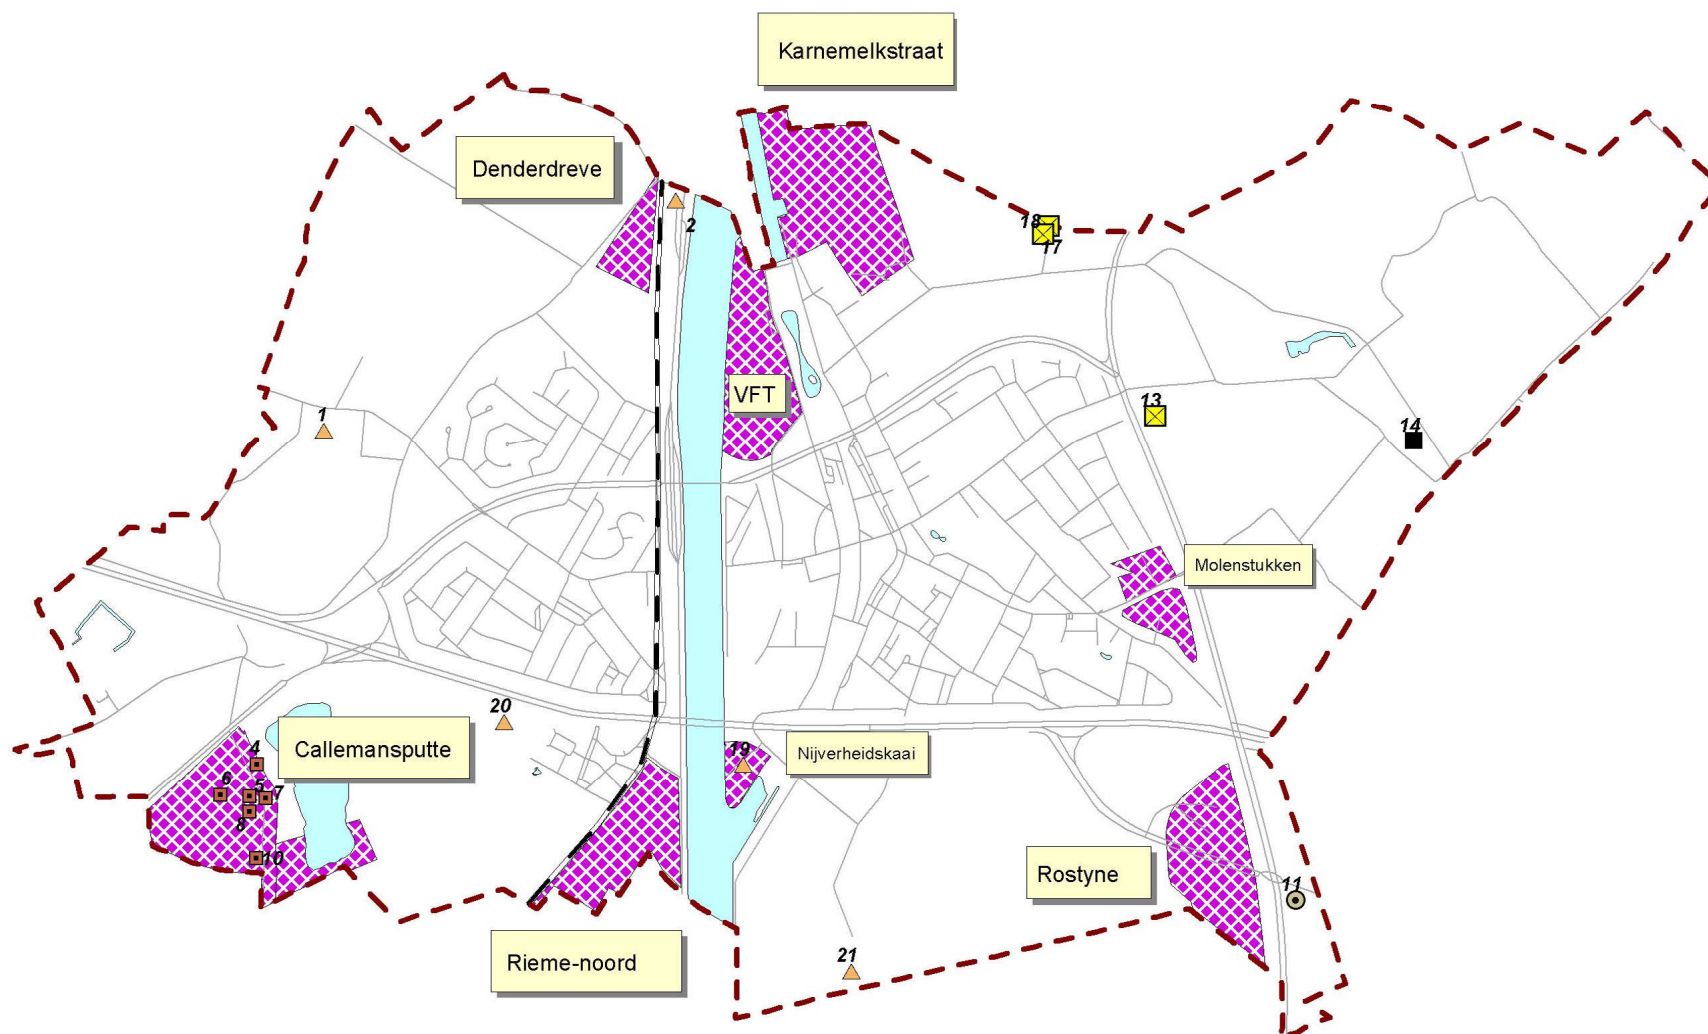 Karnemelkstraat
Denderdreve
2
18
17
VFT
1
13
14
Molenstukken
20
Callemansputte
4
19
Nijverheidskaai
6
5
7
8
10
Rostyne
11
Rieme-noord
21